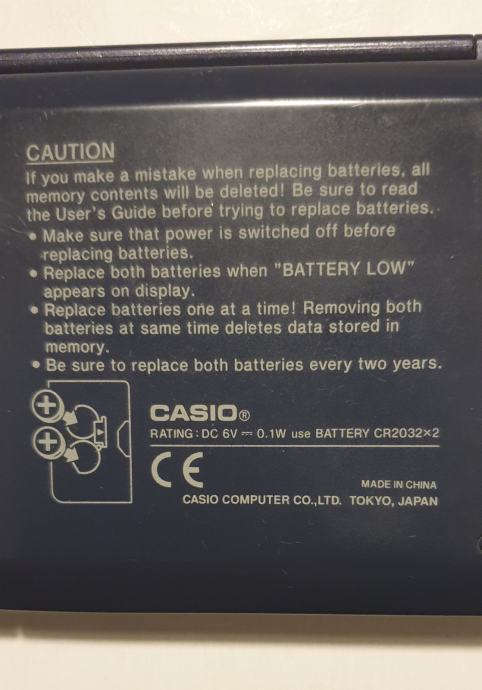 CAUTION
If you make a mistake when replacing batteries, all
memory contents will be deleted! Be sure to read
the User's Guide before trying to replace batteries.
• Make sure that power is switched off before
replacing batteries.
• Replace both batteries when "BATTERY LOW"
appears on display.
• Replace batteries one at a time! Removing both
batteries at same time deletes data stored in
memory.
• Be sure to replace both batteries every two years.
CASIO®
RATING: DC 6V ⎓ 0.1W use BATTERY CR2032×2
CE
MADE IN CHINA
CASIO COMPUTER CO.,LTD. TOKYO, JAPAN